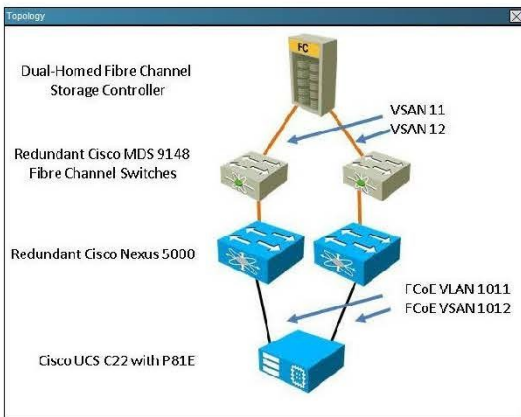 Topology
FC
Dual-Homed Fibre Channel
Storage Controller
VSAN 11
VSAN 12
Redundant Cisco MDS 9148
Fibre Channel Switches
Redundant Cisco Nexus 5000
FCoE VLAN 1011
FCoE VSAN 1012
Cisco UCS C22 with P81E